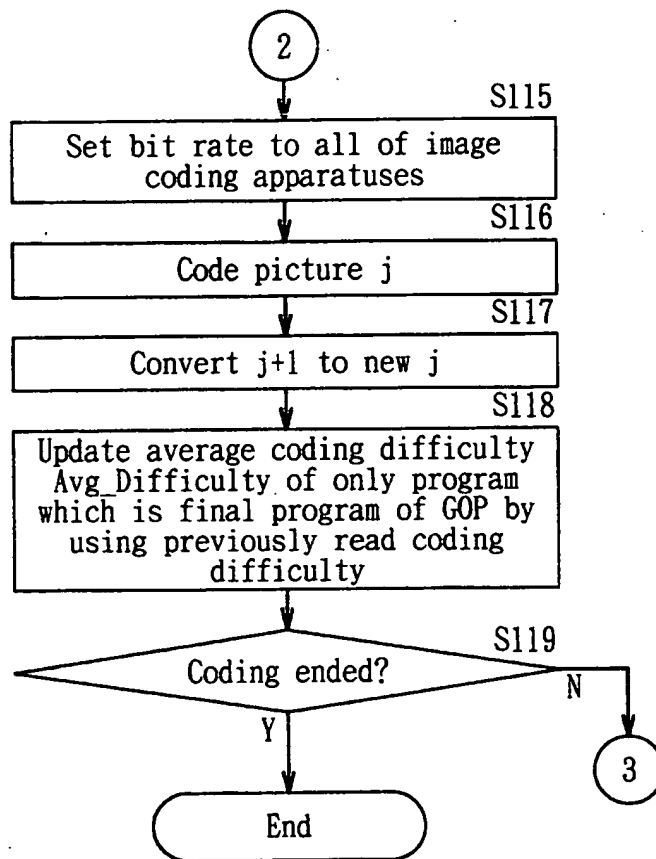 2
S115
Set bit rate to all of image
coding apparatuses
S116
Code picture j
S117
Convert j+1 to new j
S118
Update average coding difficulty
Avg_Difficulty of only program
which is final program of GOP by
using previously read coding
difficulty
S119
Coding ended?
N
Y
3
End